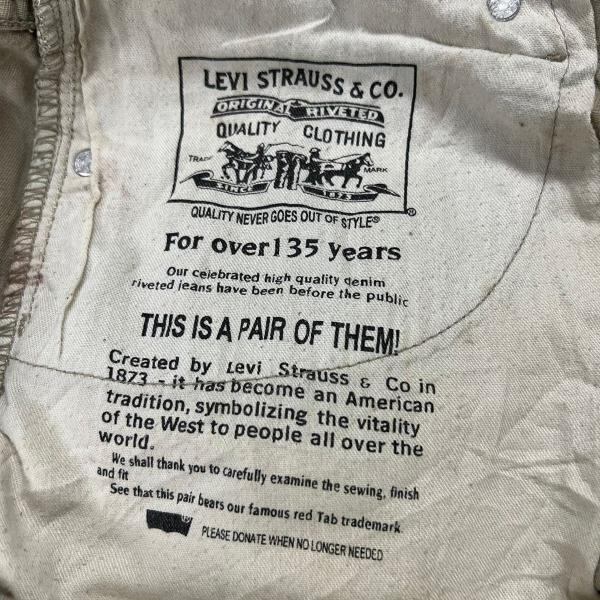 LEVI STRAUSS & CO.
ORIGINAL RIVETED
QUALITY CLOTHING
TRADE MARK
SINCE 1873
®
QUALITY NEVER GOES OUT OF STYLE®
For over 135 years
Our celebrated high quality denim
riveted jeans have been before the public
THIS IS A PAIR OF THEM!
Created by Levi Strauss & Co in
1873 - it has become an American
tradition, symbolizing the vitality
of the West to people all over the
world.
We shall thank you to carefully examine the sewing, finish
and fit
See that this pair bears our famous red Tab trademark.
PLEASE DONATE WHEN NO LONGER NEEDED